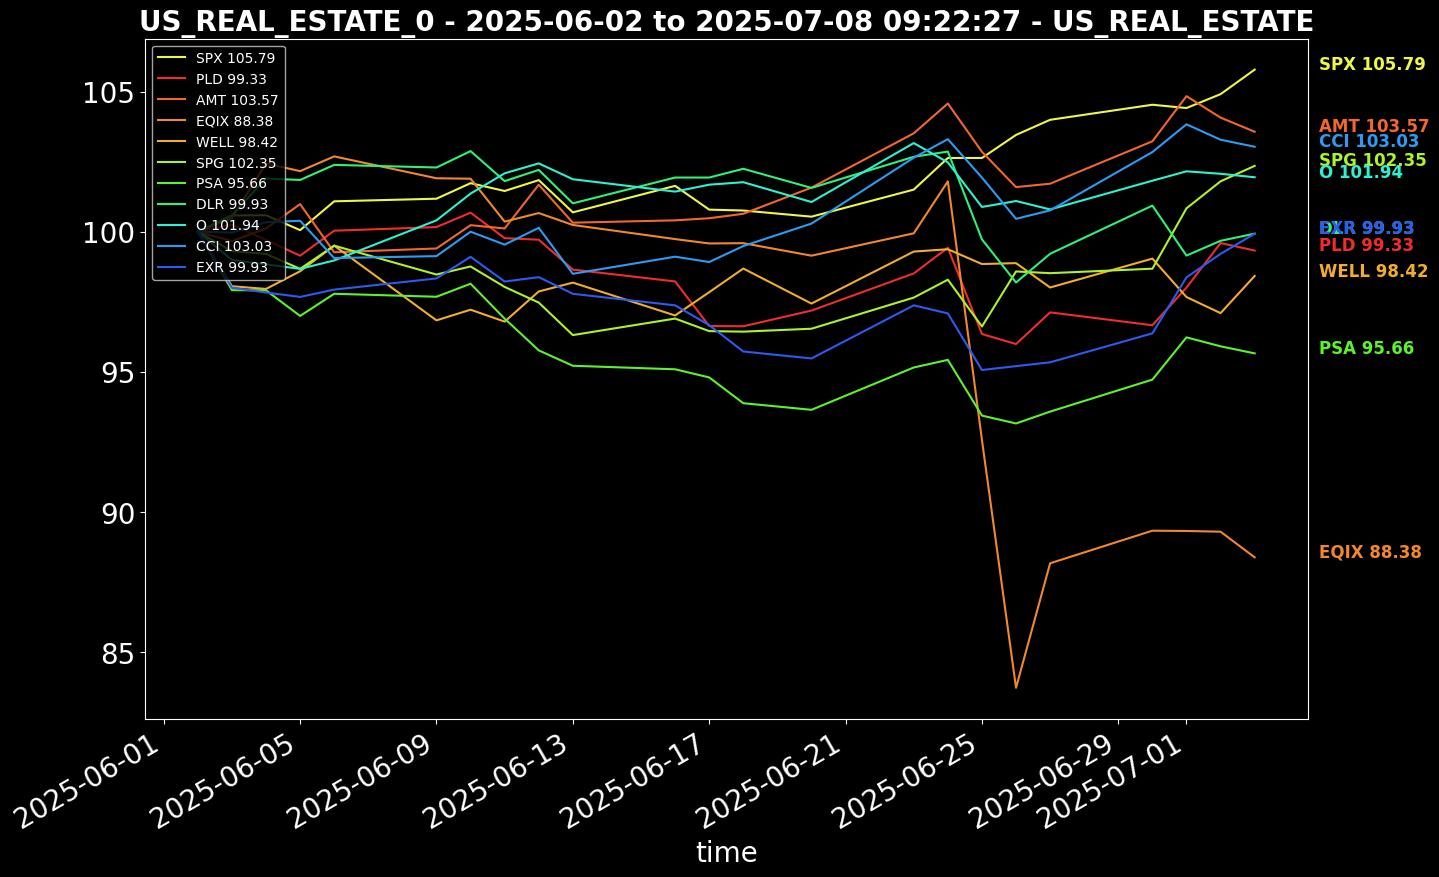 US_REAL_ESTATE_0 - 2025-06-02 to 2025-07-08 09:22:27 - US_REAL_ESTATE
SPX 105.79
PLD 99.33
AMT 103.57
EQIX 88.38
WELL 98.42
SPG 102.35
PSA 95.66
DLR 99.93
O 101.94
CCI 103.03
EXR 99.93
105
100
95
90
85
SPX 105.79
AMT 103.57
CCI 103.03
SPG 102.35
O 101.94
EXR 99.93
PLD 99.33
WELL 98.42
PSA 95.66
EQIX 88.38
2025-06-01
2025-06-05
2025-06-09
2025-06-13
2025-06-17
2025-06-21
2025-06-25
2025-06-29
2025-07-01
time